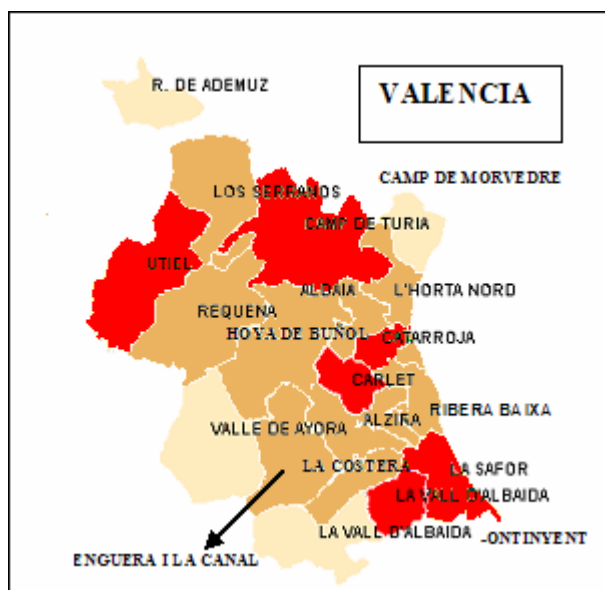 R. DE ADEMUZ
VALENCIA
CAMP DE MORVEDRE
LOS SERRANOS
CAMP DE TURIA
UTIEL
ALDAIA
L'HORTA NORD
REQUENA
HOYA DE BUÑOL
CATARROJA
CARLET
RIBERA BAIXA
ALZIRA
VALLE DE AYORA
LA COSTERA
LA SAFOR
LA VALL D'ALBAIDA
LA VALL D'ALBAIDA
-ONTINYENT
ENGUERA I LA CANAL